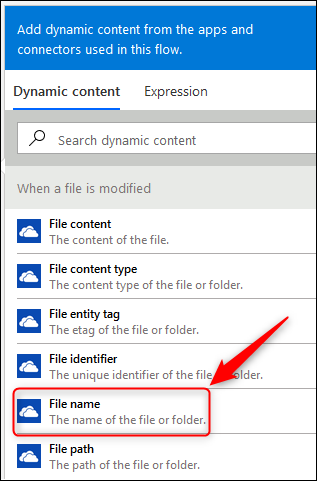 Add dynamic content from the apps and
connectors used in this flow.
Dynamic content Expression
Search dynamic content
When a file is modified
File content
The content of the file.
File content type
The content type of the file or folder.
File entity tag
The etag of the file or folder.
File identifier
The unique identifier of the file or folder.
File name
The name of the file or folder.
File path
The path of the file or folder.